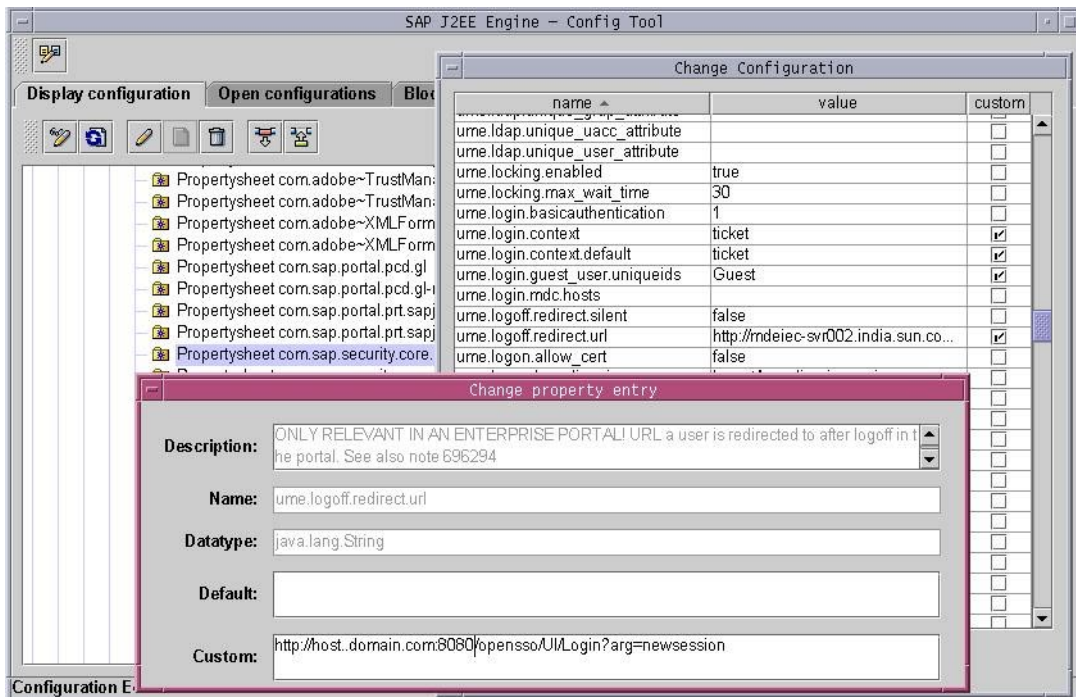 SAP J2EE Engine - Config Tool
Display configuration
Open configurations
Propertysheet com.adobe~TrustMan
Propertysheet com.adobe~TrustMan
Propertysheet com.adobe~XMLForm
Propertysheet com.adobe~XMLForm
Propertysheet com.sap.portal.pcd.gl
Propertysheet com.sap.portal.pcd.gl-
Propertysheet com.sap.portal.prt.sapj
Propertysheet com.sap.portal.prt.sapj
Propertysheet com.sap.security.core.
Change Configuration
name value custom
ume.ldap.unique_uacc_attribute
ume.ldap.unique_user_attribute
ume.locking.enabled true
ume.locking.max_wait_time 30
ume.login.basicauthentication 1
ume.login.context ticket
ume.login.context.default ticket
ume.login.guest_user.uniqueids Guest
ume.login.mdc.hosts
ume.logoff.redirect.silent false
ume.logoff.redirect.url http://mdeiec-svr002.india.sun.co...
ume.logon.allow_cert false
Change property entry
Description: ONLY RELEVANT IN AN ENTERPRISE PORTAL! URL a user is redirected to after logoff in t
he portal. See also note 696294
Name: ume.logoff.redirect.url
Datatype: java.lang.String
Default:
Custom: http://host..domain.com:8080/opensso/UI/Login?arg=newsession
Configuration E